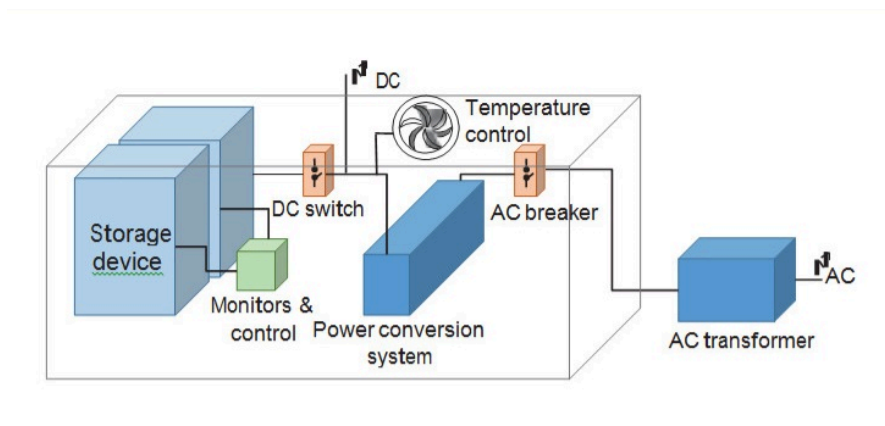 DC
Temperature
control
DC switch
AC breaker
Storage
device
Monitors &
control
Power conversion
system
AC
AC transformer